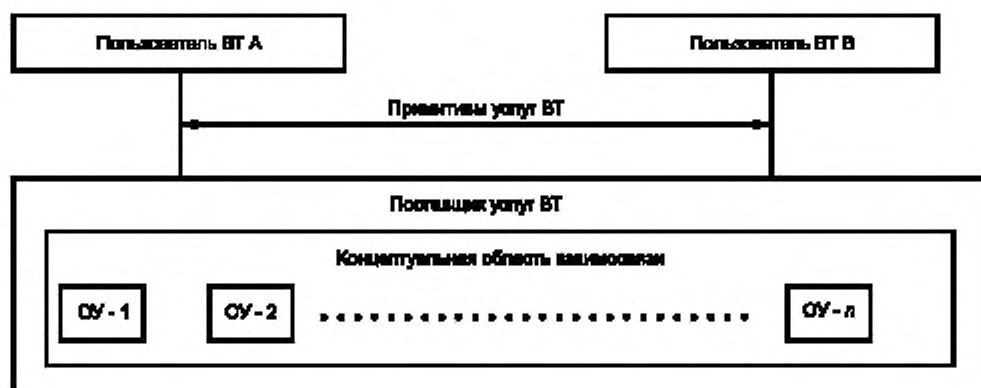 Пользователь ВТ А
Пользователь ВТ В
Примитивы услуг ВТ
Поставщик услуг ВТ
Концептуальная область взаимосвязи
ОУ - 1
ОУ - 2
ОУ - n